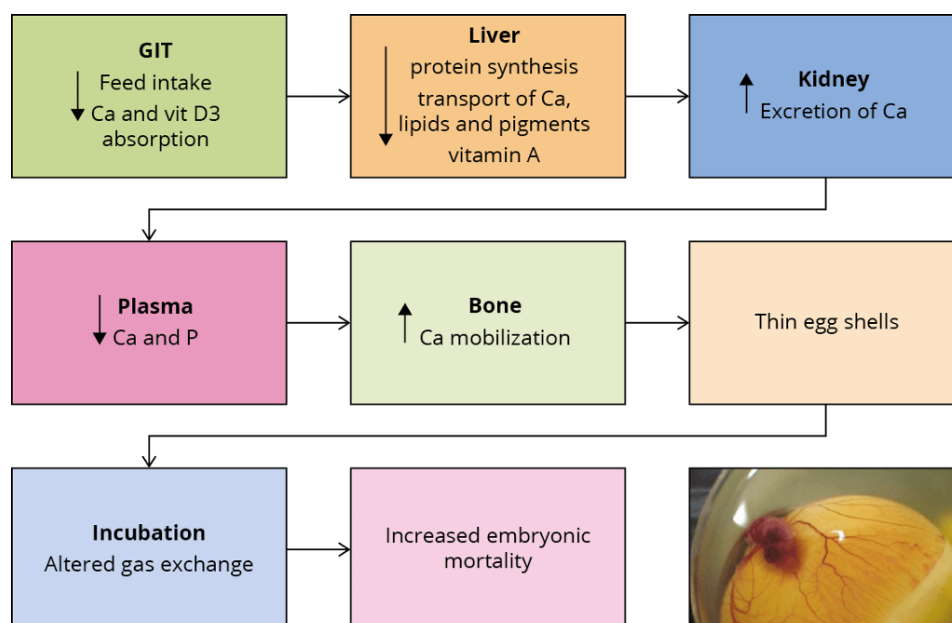 GIT
Feed intake
Ca and vit D3
absorption
Liver
protein synthesis
transport of Ca,
lipids and pigments
vitamin A
Kidney
Excretion of Ca
Plasma
Ca and P
Bone
Ca mobilization
Thin egg shells
Incubation
Altered gas exchange
Increased embryonic
mortality